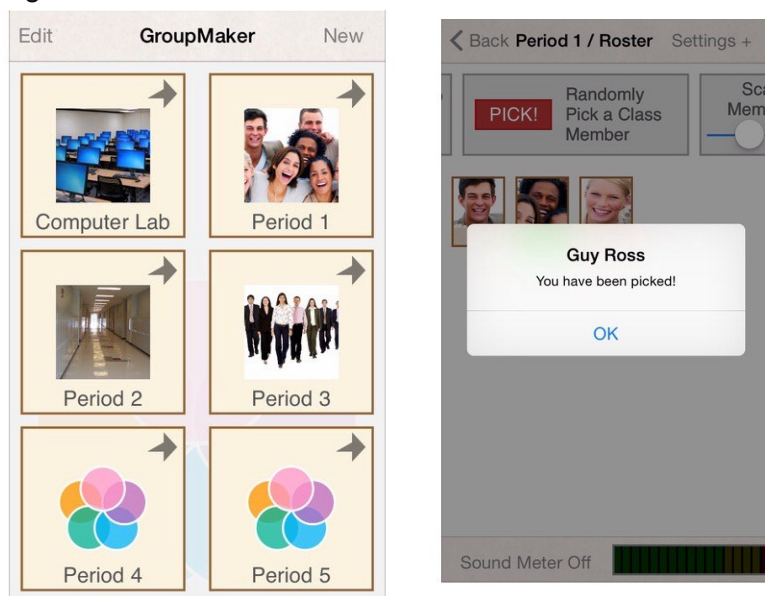 Edit GroupMaker New
Computer Lab Period 1
Period 2 Period 3
Period 4 Period 5
Back Period 1 / Roster Settings +
PICK! Randomly
Pick a Class
Member
Guy Ross
You have been picked!
OK
Sound Meter Off